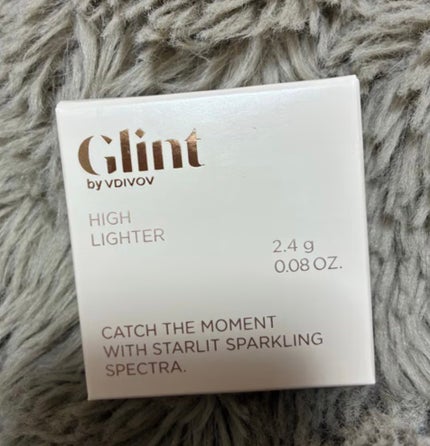 Glint
by VDIVOV
HIGH
LIGHTER
2.4 g
0.08 OZ.
CATCH THE MOMENT
WITH STARLIT SPARKLING
SPECTRA.